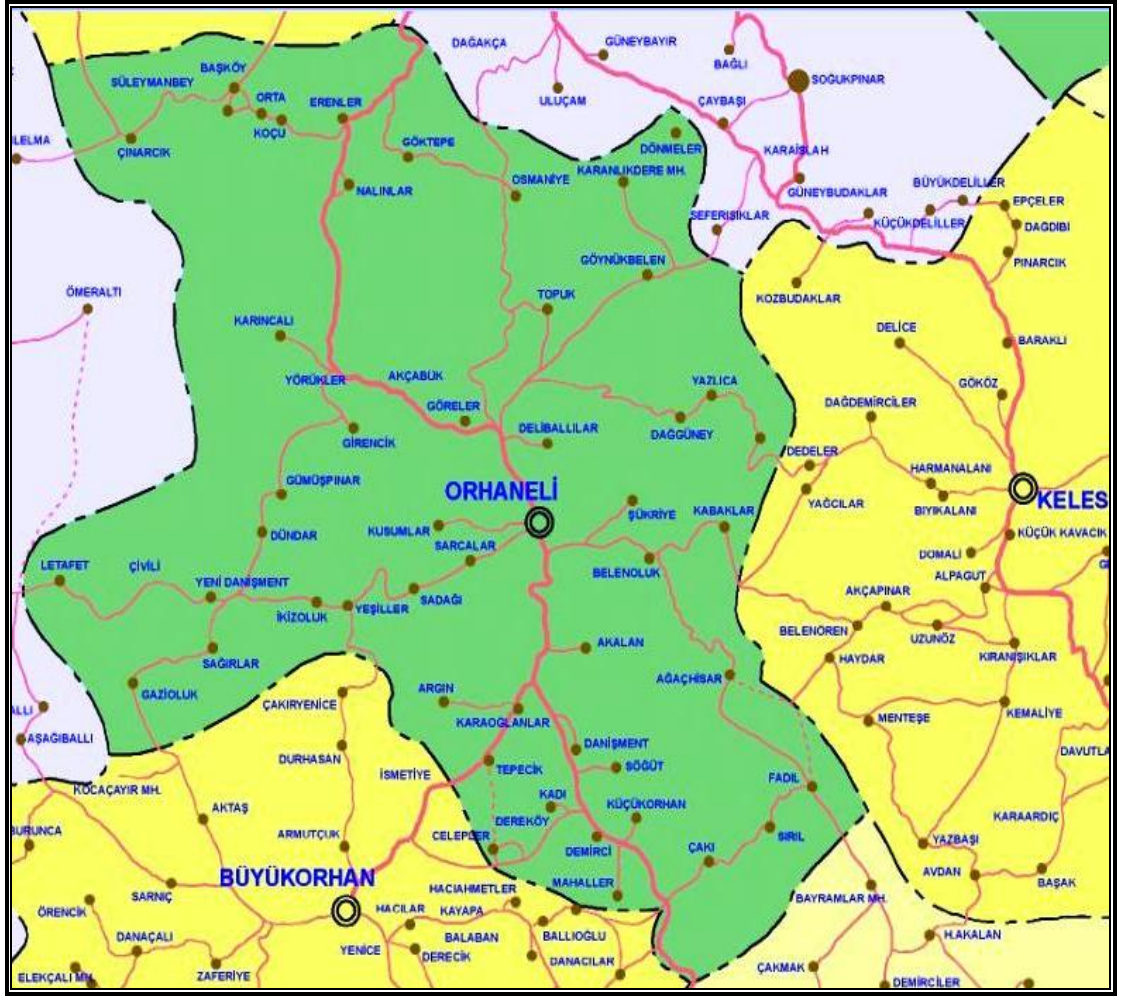 DAĞAKÇA
GÜNEYBAYIR
BAĞLI
SOĞUKPINAR
BAŞKÖY
SÜLEYMANBEY
ORTA
ERENLER
ULUÇAM
ÇAYBAŞI
KOÇU
ÇINARCIK
GÖKTEPE
DÖNMELER
KARAİSLAH
OSMANİYE
KARANLIKDERE MH.
NALINLAR
GÜNEYBUDAKLAR
BÜYÜKDELİLLER
EPÇELER
SEFERIŞIKLAR
KÜÇÜKDELİLLER
DAĞDİBİ
GÖYNÜKBELEN
PINARCIK
ÖMERALTI
TOPUK
KOZBUDAKLAR
KARINCALI
DELİCE
BARAKLI
YÖRÜKLER
AKÇABÜK
YAZLICA
GÖKÖZ
GÖRELER
DAĞDEMİRCİLER
GİRENCİK
DELİBALLILAR
DAĞGÜNEY
DEDELER
GÜMÜŞPINAR
ORHANELİ
HARMANALANI
YAĞCILAR
BIYIKALANI
KELES
KUSUMLAR
ŞÜKRİYE
KABAKLAR
DÜNDAR
KÜÇÜK KAVACIK
SARCALAR
DOMALİ
LETAFET
ÇİVİLİ
BELENOLUK
ALPAGUT
YENİ DANIŞMENT
SADAĞI
AKÇAPINAR
İKİZOLUK
YEŞİLLER
BELENOREN
UZUNÖZ
AKALAN
SAĞIRLAR
HAYDAR
KIRANIŞIKLAR
AĞAÇHİSAR
GAZİOLUK
ARGIN
ÇAKIRYENİCE
KARAOĞLANLAR
MENTEŞE
KEMALİYE
AŞAĞIBALLI
DANİŞMENT
DAVUTLA
DURHASAN
İSMETİYE
TEPECİK
SÖĞÜT
FADIL
KOCAÇAYIR MH.
KADI
AKTAŞ
DEREKÖY
KÜÇÜKORHAN
KARAARDIÇ
BURUNCA
ARMUTÇUK
CELEPLER
SIRIL
YAZBAŞI
DEMİRCİ
ÇAKI
BÜYÜKORHAN
MAHALLER
AVDAN
BAŞAK
HACIAHMETLER
SARNIÇ
BAYRAMLAR MH.
ÖRENCİK
HACILAR
KAYAPA
BALLIOĞLU
DANAÇALI
YENİCE
BALABAN
H.AKALAN
DERECİK
DANACILAR
ÇAKMAK
ELEKÇALI MH.
ZAFERİYE
DEMİRCİLER